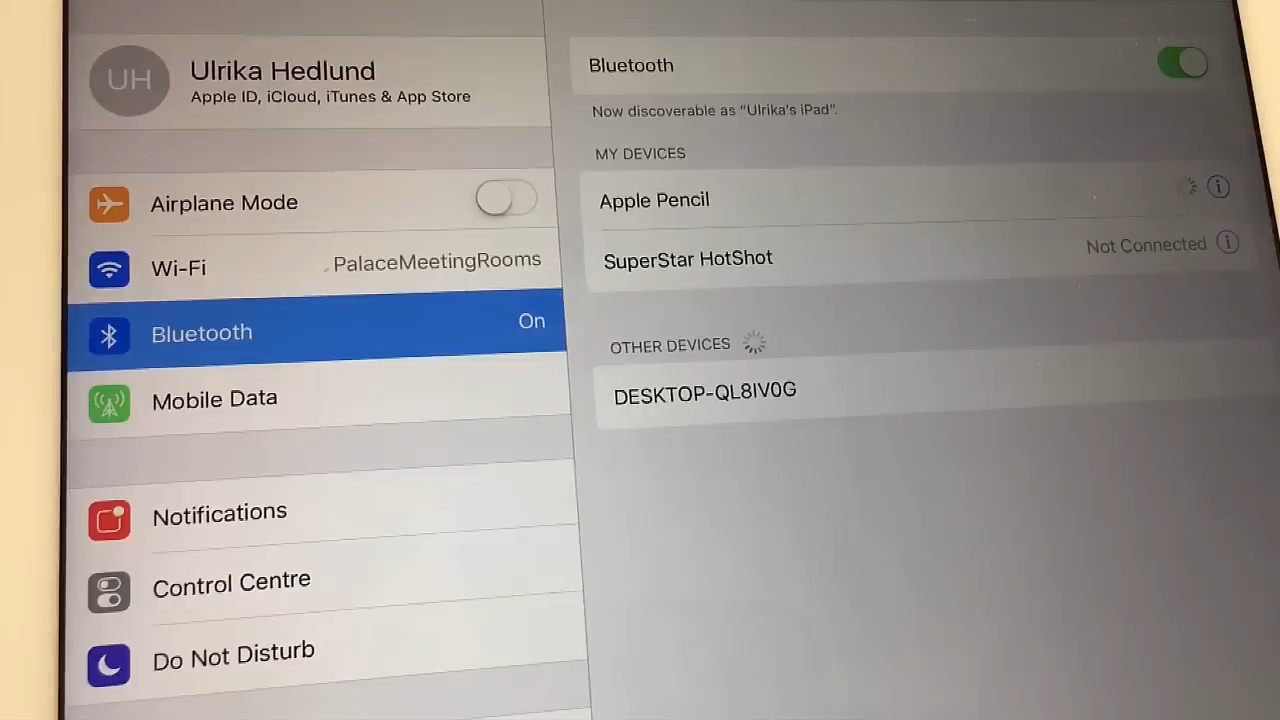 UH
Ulrika Hedlund
Apple ID, iCloud, iTunes & App Store
Airplane Mode
Wi-Fi PalaceMeetingRooms
Bluetooth On
Mobile Data
Notifications
Control Centre
Do Not Disturb
Bluetooth
Now discoverable as “Ulrika’s iPad”.
MY DEVICES
Apple Pencil
SuperStar HotShot Not Connected
OTHER DEVICES
DESKTOP-QL8IV0G